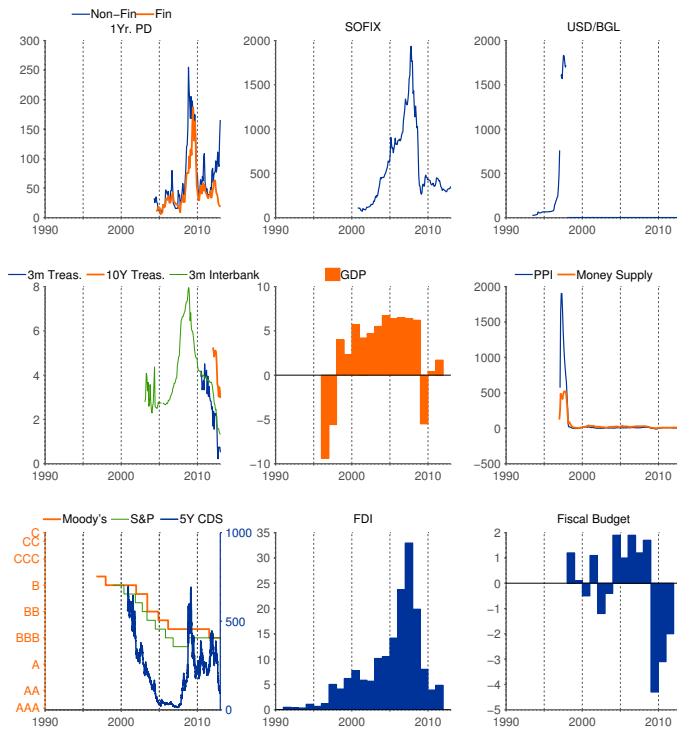 Non−Fin Fin
1Yr. PD
300
250
200
150
100
50
0
1990 2000 2010
SOFIX
2000
1500
1000
500
0
1990 2000 2010
USD/BGL
2000
1500
1000
500
0
1990 2000 2010
3m Treas. 10Y Treas. 3m Interbank
8
6
4
2
0
1990 2000 2010
GDP
10
5
0
−5
−10
1990 2000 2010
PPI Money Supply
2000
1500
1000
500
0
−500
1990 2000 2010
Moody's S&P 5Y CDS
C
CC
CCC
B
BB
BBB
A
AA
AAA
1000
500
0
1990 2000 2010
FDI
35
30
25
20
15
10
5
0
1990 2000 2010
Fiscal Budget
2
1
0
−1
−2
−3
−4
−5
1990 2000 2010